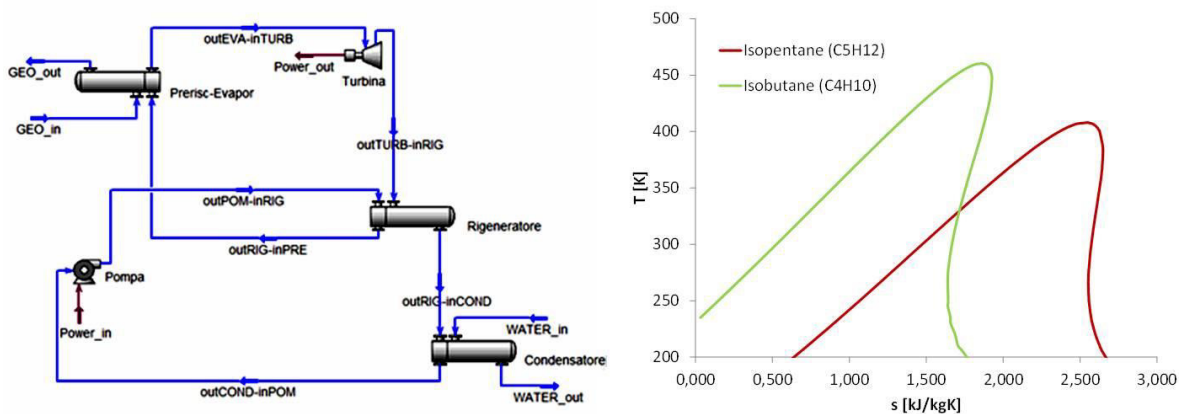 outEVA-inTURB
GEO_out
Power_out
Turbina
Prerisc-Evapor
GEO_in
outTURB-inRIG
outPOM-inRIG
Rigeneratore
outRIG-inPRE
Pompa
outRIG-inCOND
Power_in
WATER_in
Condensatore
outCOND-inPOM
WATER_out
500
450
400
350
300
250
200
T [K]
Isopentane (C5H12)
Isobutane (C4H10)
0,000
0,500
1,000
1,500
2,000
2,500
3,000
s [kJ/kgK]